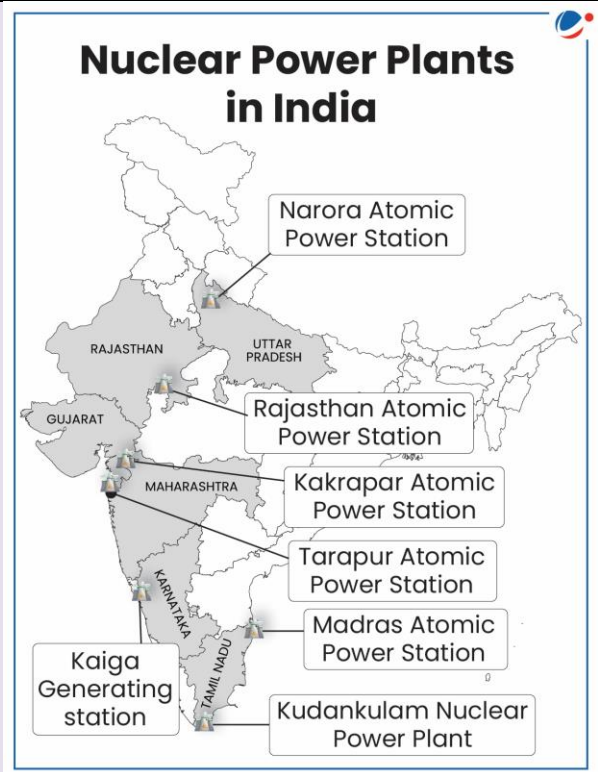 Nuclear Power Plants
in India
Narora Atomic
Power Station
RAJASTHAN
UTTAR
PRADESH
GUJARAT
Rajasthan Atomic
Power Station
MAHARASHTRA
Kakrapar Atomic
Power Station
Tarapur Atomic
Power Station
KARNATAKA
Madras Atomic
Power Station
TAMIL NADU
Kaiga
Generating
station
Kudankulam Nuclear
Power Plant